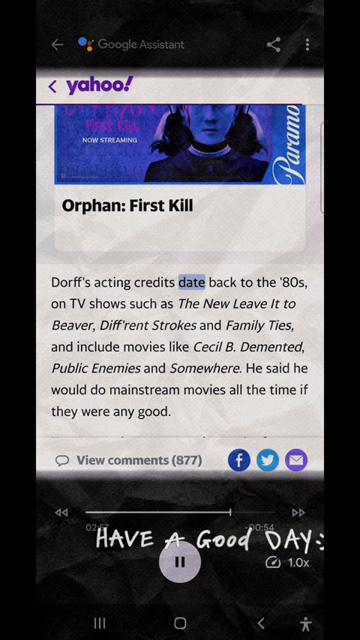 Google Assistant
yahoo!
FIRST KILL
NOW STREAMING
Paramo
Orphan: First Kill
Dorff's acting credits date back to the '80s,
on TV shows such as The New Leave It to
Beaver, Diff'rent Strokes and Family Ties,
and include movies like Cecil B. Demented,
Public Enemies and Somewhere. He said he
would do mainstream movies all the time if
they were any good.
View comments (877)
-00:54
HAVE A Good DAY:
1.0x